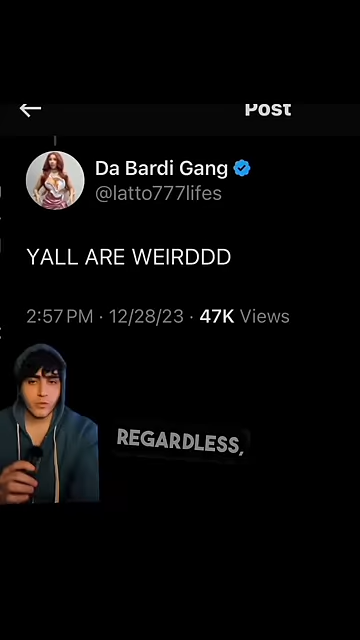 Post
Da Bardi Gang
@latto777lifes
YALL ARE WEIRDDD
2:57 PM · 12/28/23 · 47K Views
REGARDLESS,